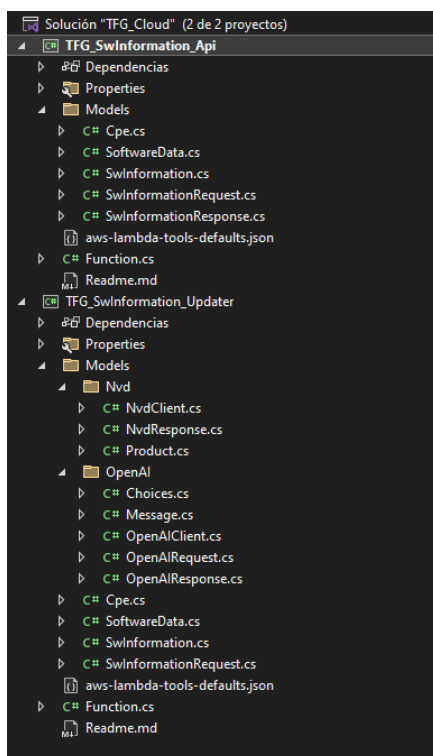 Solución "TFG_Cloud" (2 de 2 proyectos)
C# TFG_SwInformation_Api
Dependencias
Properties
Models
C# Cpe.cs
C# SoftwareData.cs
C# SwInformation.cs
C# SwInformationRequest.cs
C# SwInformationResponse.cs
aws-lambda-tools-defaults.json
C# Function.cs
Readme.md
C# TFG_SwInformation_Updater
Dependencias
Properties
Models
Nvd
C# NvdClient.cs
C# NvdResponse.cs
C# Product.cs
OpenAI
C# Choices.cs
C# Message.cs
C# OpenAIClient.cs
C# OpenAIRequest.cs
C# OpenAIResponse.cs
C# Cpe.cs
C# SoftwareData.cs
C# SwInformation.cs
C# SwInformationRequest.cs
aws-lambda-tools-defaults.json
C# Function.cs
Readme.md